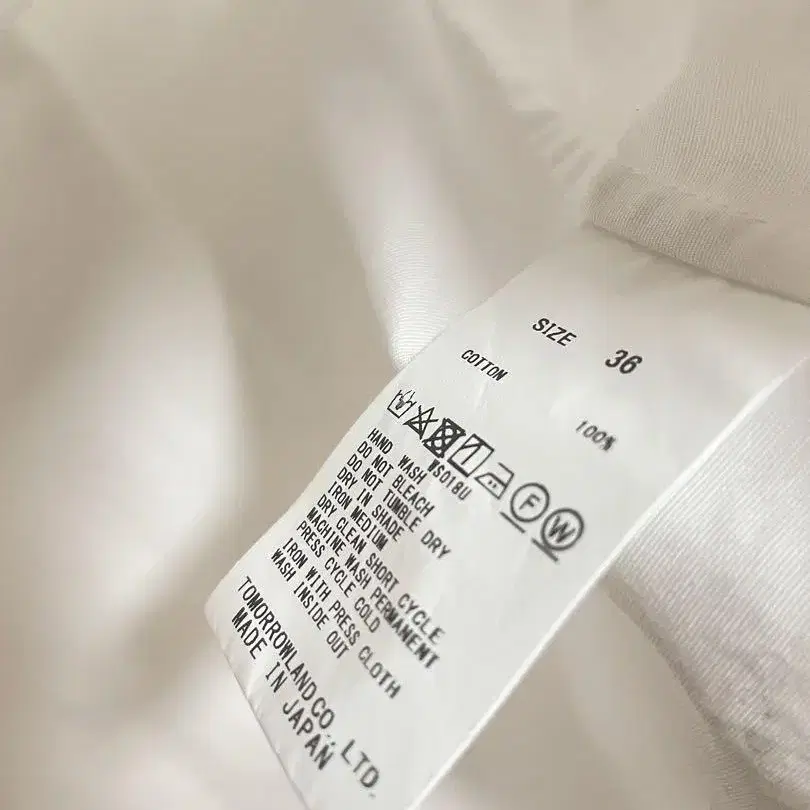 SIZE 36
COTTON 100%
F W
WS018U
HAND WASH
DO NOT BLEACH
DO NOT TUMBLE DRY
DRY IN SHADE
IRON MEDIUM
DRY CLEAN SHORT CYCLE
MACHINE WASH PERMANENT
PRESS CYCLE COLD
IRON WITH PRESS CLOTH
WASH INSIDE OUT
TOMORROWLAND CO., LTD.
MADE IN JAPAN